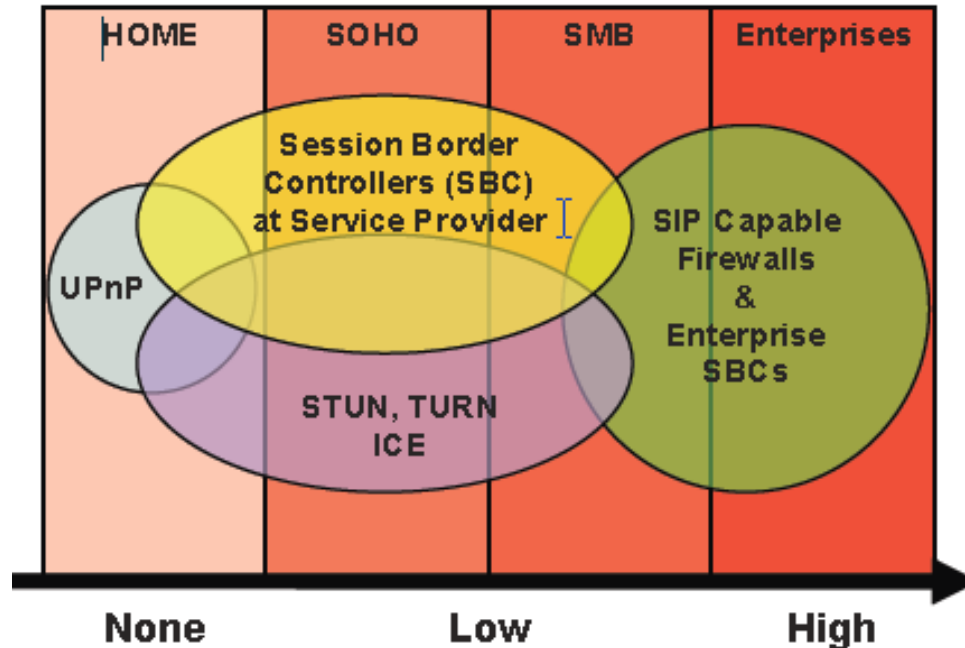 HOME SOHO SMB Enterprises
Session Border
Controllers (SBC)
at Service Provider
UPnP
STUN, TURN
ICE
SIP Capable
Firewalls
&
Enterprise
SBCs
None Low High